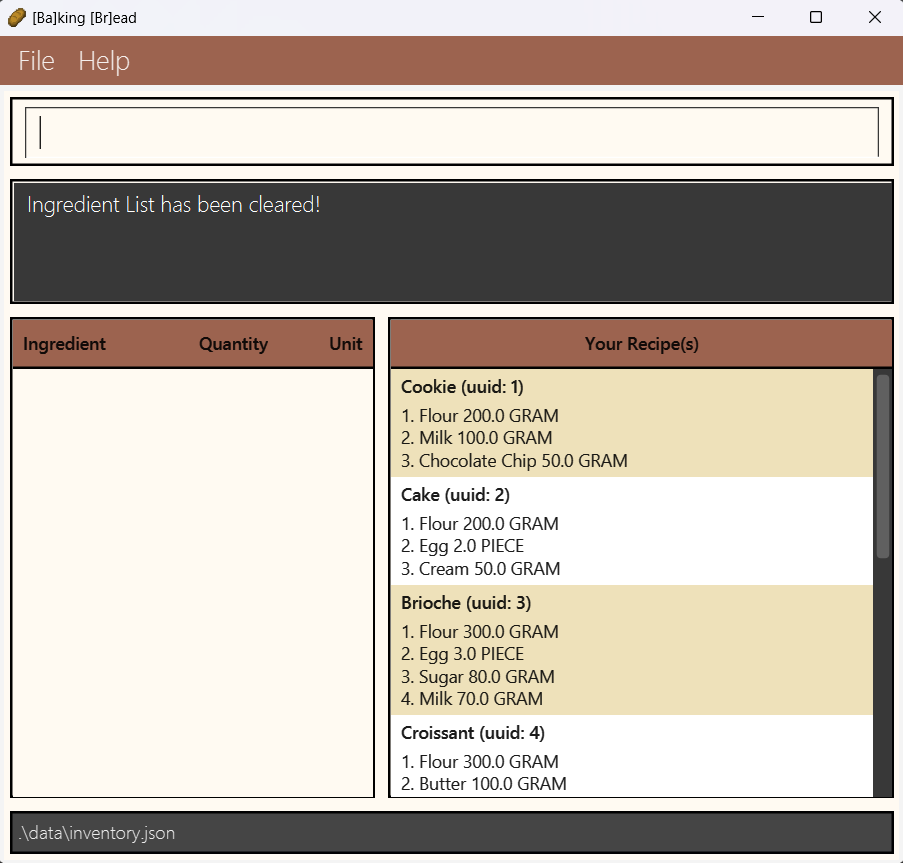 [Ba]king [Br]ead
File Help
Ingredient List has been cleared!
Ingredient Quantity Unit
Your Recipe(s)
Cookie (uuid: 1)
1. Flour 200.0 GRAM
2. Milk 100.0 GRAM
3. Chocolate Chip 50.0 GRAM
Cake (uuid: 2)
1. Flour 200.0 GRAM
2. Egg 2.0 PIECE
3. Cream 50.0 GRAM
Brioche (uuid: 3)
1. Flour 300.0 GRAM
2. Egg 3.0 PIECE
3. Sugar 80.0 GRAM
4. Milk 70.0 GRAM
Croissant (uuid: 4)
1. Flour 300.0 GRAM
2. Butter 100.0 GRAM
.\data\inventory.json